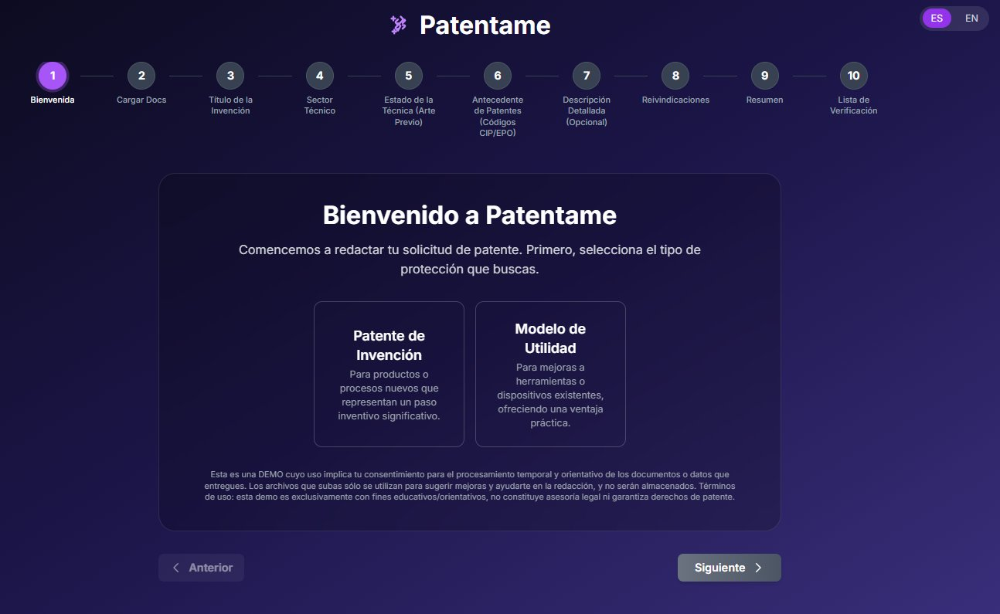 Patentame
ES
EN
1
2
3
4
5
6
7
8
9
10
Bienvenida
Cargar Docs
Título de la
Invención
Sector
Técnico
Estado de la
Técnica (Arte
Previo)
Antecedente
de Patentes
(Códigos
CIP/EPO)
Descripción
Detallada
(Opcional)
Reivindicaciones
Resumen
Lista de
Verificación
Bienvenido a Patentame
Comencemos a redactar tu solicitud de patente. Primero, selecciona el tipo de
protección que buscas.
Patente de
Invención
Para productos o
procesos nuevos que
representan un paso
inventivo significativo.
Modelo de
Utilidad
Para mejoras a
herramientas o
dispositivos existentes,
ofreciendo una ventaja
práctica.
Esta es una DEMO cuyo uso implica tu consentimiento para el procesamiento temporal y orientativo de los documentos o datos que
entregues. Los archivos que subas sólo se utilizan para sugerir mejoras y ayudarte en la redacción, y no serán almacenados. Términos
de uso: esta demo es exclusivamente con fines educativos/orientativos, no constituye asesoría legal ni garantiza derechos de patente.
Anterior
Siguiente